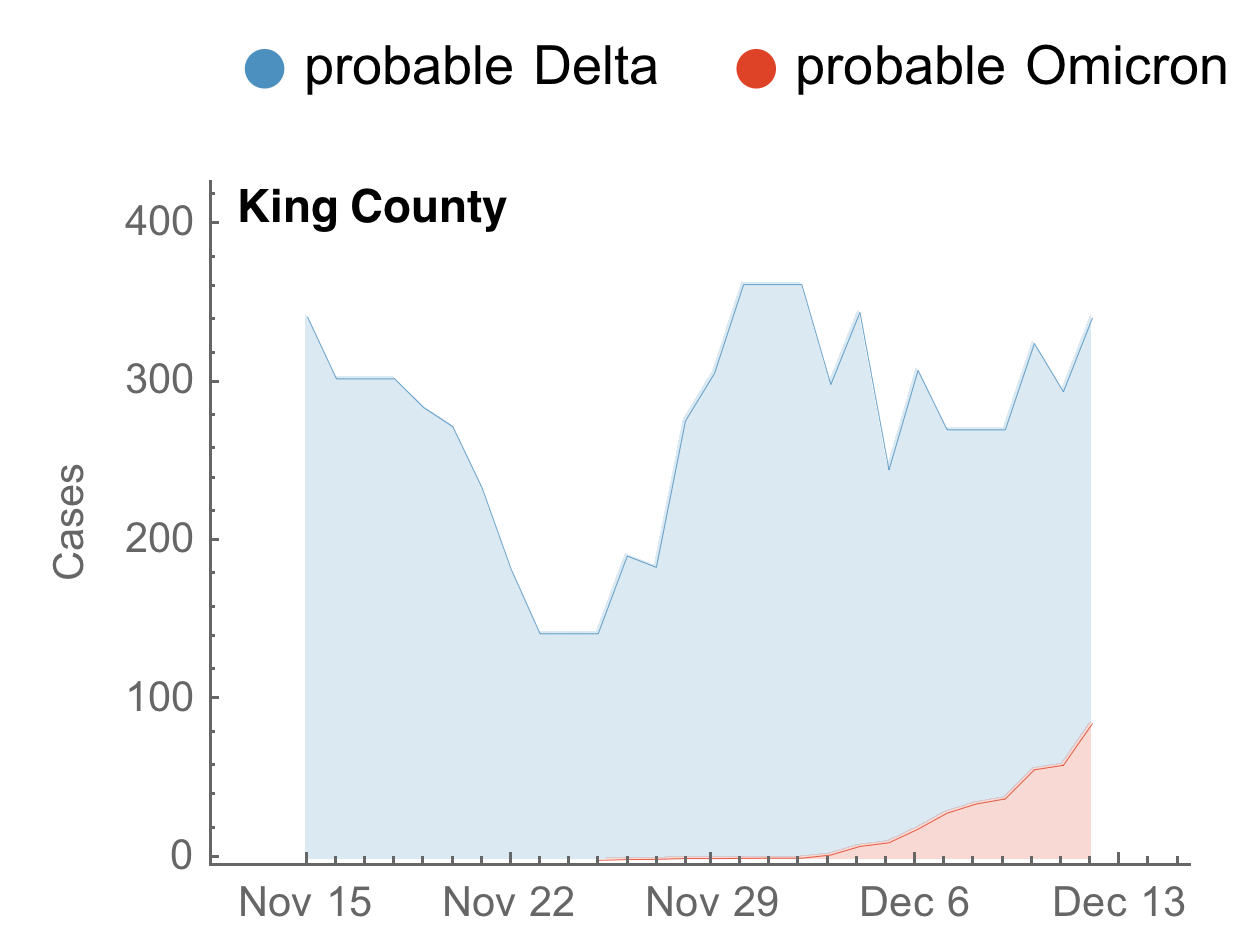 probable Delta probable Omicron
King County
400
300
200
100
0
Cases
Nov 15 Nov 22 Nov 29 Dec 6 Dec 13